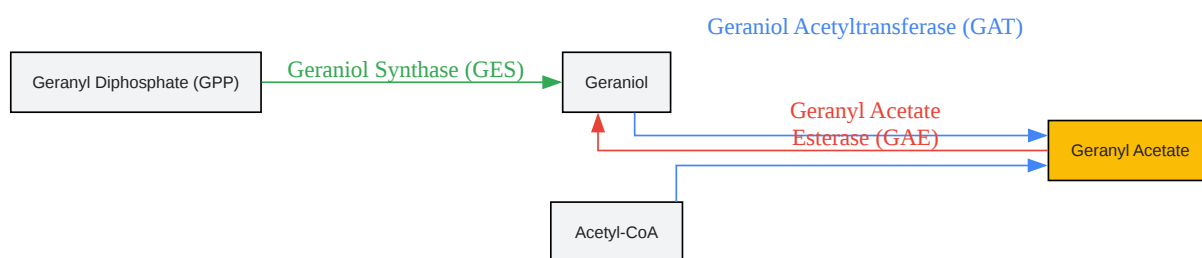 Geraniol Acetyltransferase (GAT)
Geranyl Diphosphate (GPP)
Geraniol Synthase (GES)
Geraniol
Geranyl Acetate
Esterase (GAE)
Geranyl Acetate
Acetyl-CoA